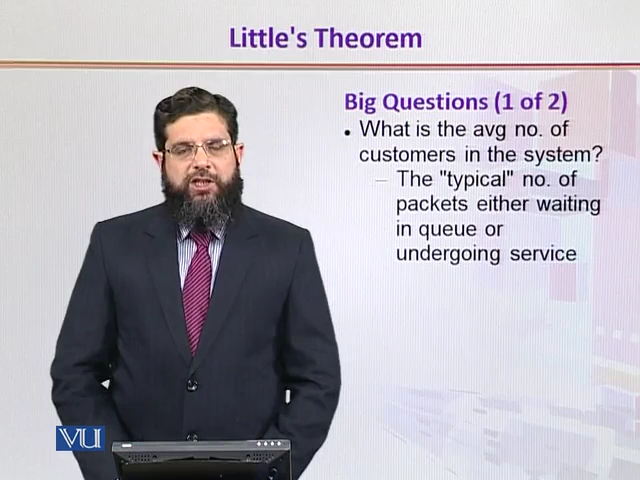 Little's Theorem
Big Questions (1 of 2)
• What is the avg no. of
customers in the system?
– The "typical" no. of
packets either waiting
in queue or
undergoing service
VU